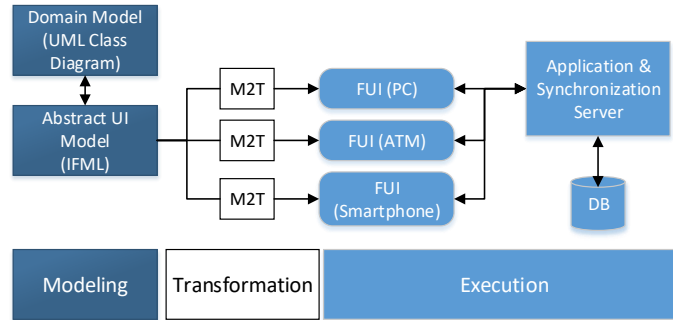 Domain Model
(UML Class
Diagram)
Abstract UI
Model
(IFML)
M2T
M2T
M2T
FUI (PC)
FUI (ATM)
FUI
(Smartphone)
Application &
Synchronization
Server
DB
Modeling
Transformation
Execution